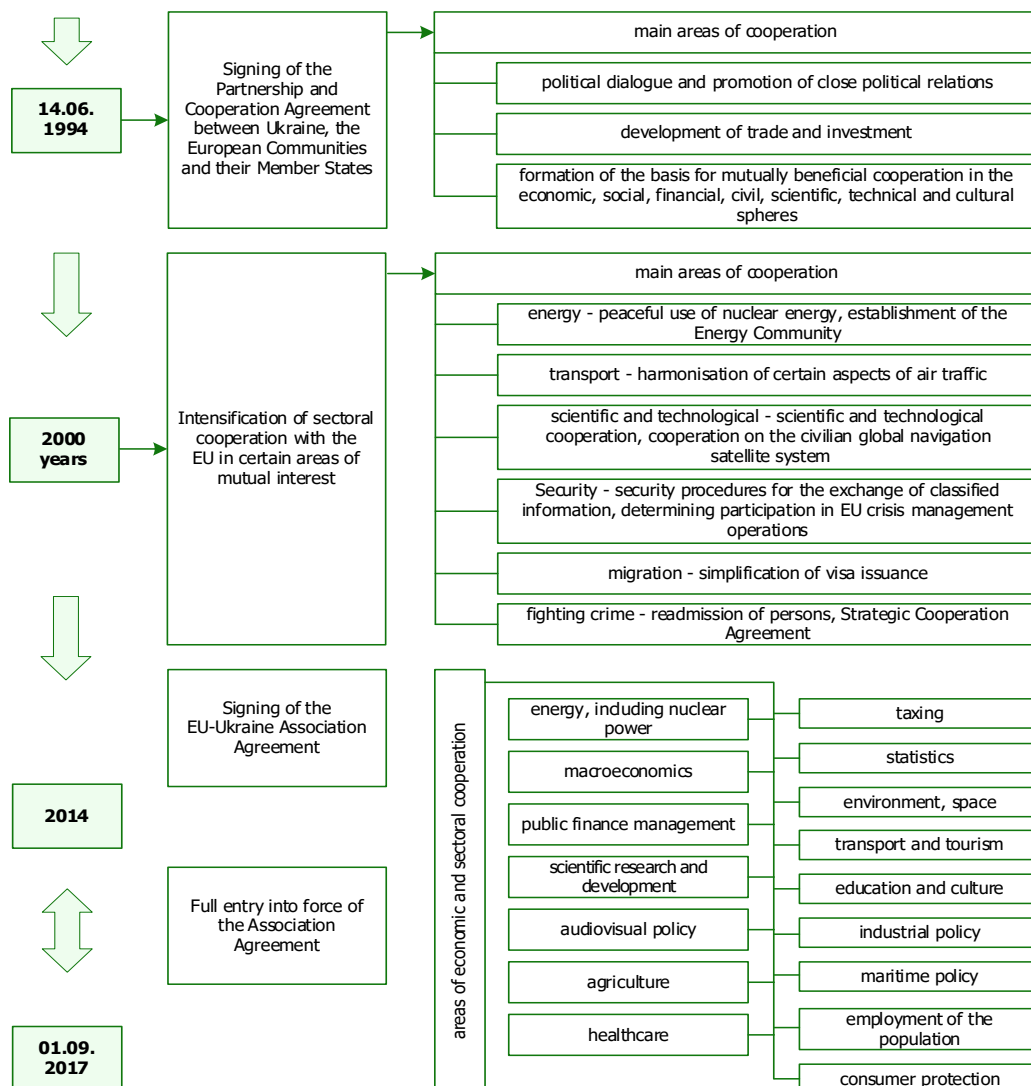 14.06.
1994
Signing of the
Partnership and
Cooperation Agreement
between Ukraine, the
European Communities
and their Member States
main areas of cooperation
political dialogue and promotion of close political relations
development of trade and investment
formation of the basis for mutually beneficial cooperation in the
economic, social, financial, civil, scientific, technical and cultural
spheres
2000
years
Intensification of sectoral
cooperation with the
EU in certain areas of
mutual interest
main areas of cooperation
energy - peaceful use of nuclear energy, establishment of the
Energy Community
transport - harmonisation of certain aspects of air traffic
scientific and technological - scientific and technological
cooperation, cooperation on the civilian global navigation
satellite system
Security - security procedures for the exchange of classified
information, determining participation in EU crisis management
operations
migration - simplification of visa issuance
fighting crime - readmission of persons, Strategic Cooperation
Agreement
2014
Signing of the
EU-Ukraine Association
Agreement
Full entry into force of
the Association
Agreement
01.09.
2017
areas of economic and sectoral cooperation
energy, including nuclear
power
macroeconomics
public finance management
scientific research and
development
audiovisual policy
agriculture
healthcare
taxing
statistics
environment, space
transport and tourism
education and culture
industrial policy
maritime policy
employment of the
population
consumer protection